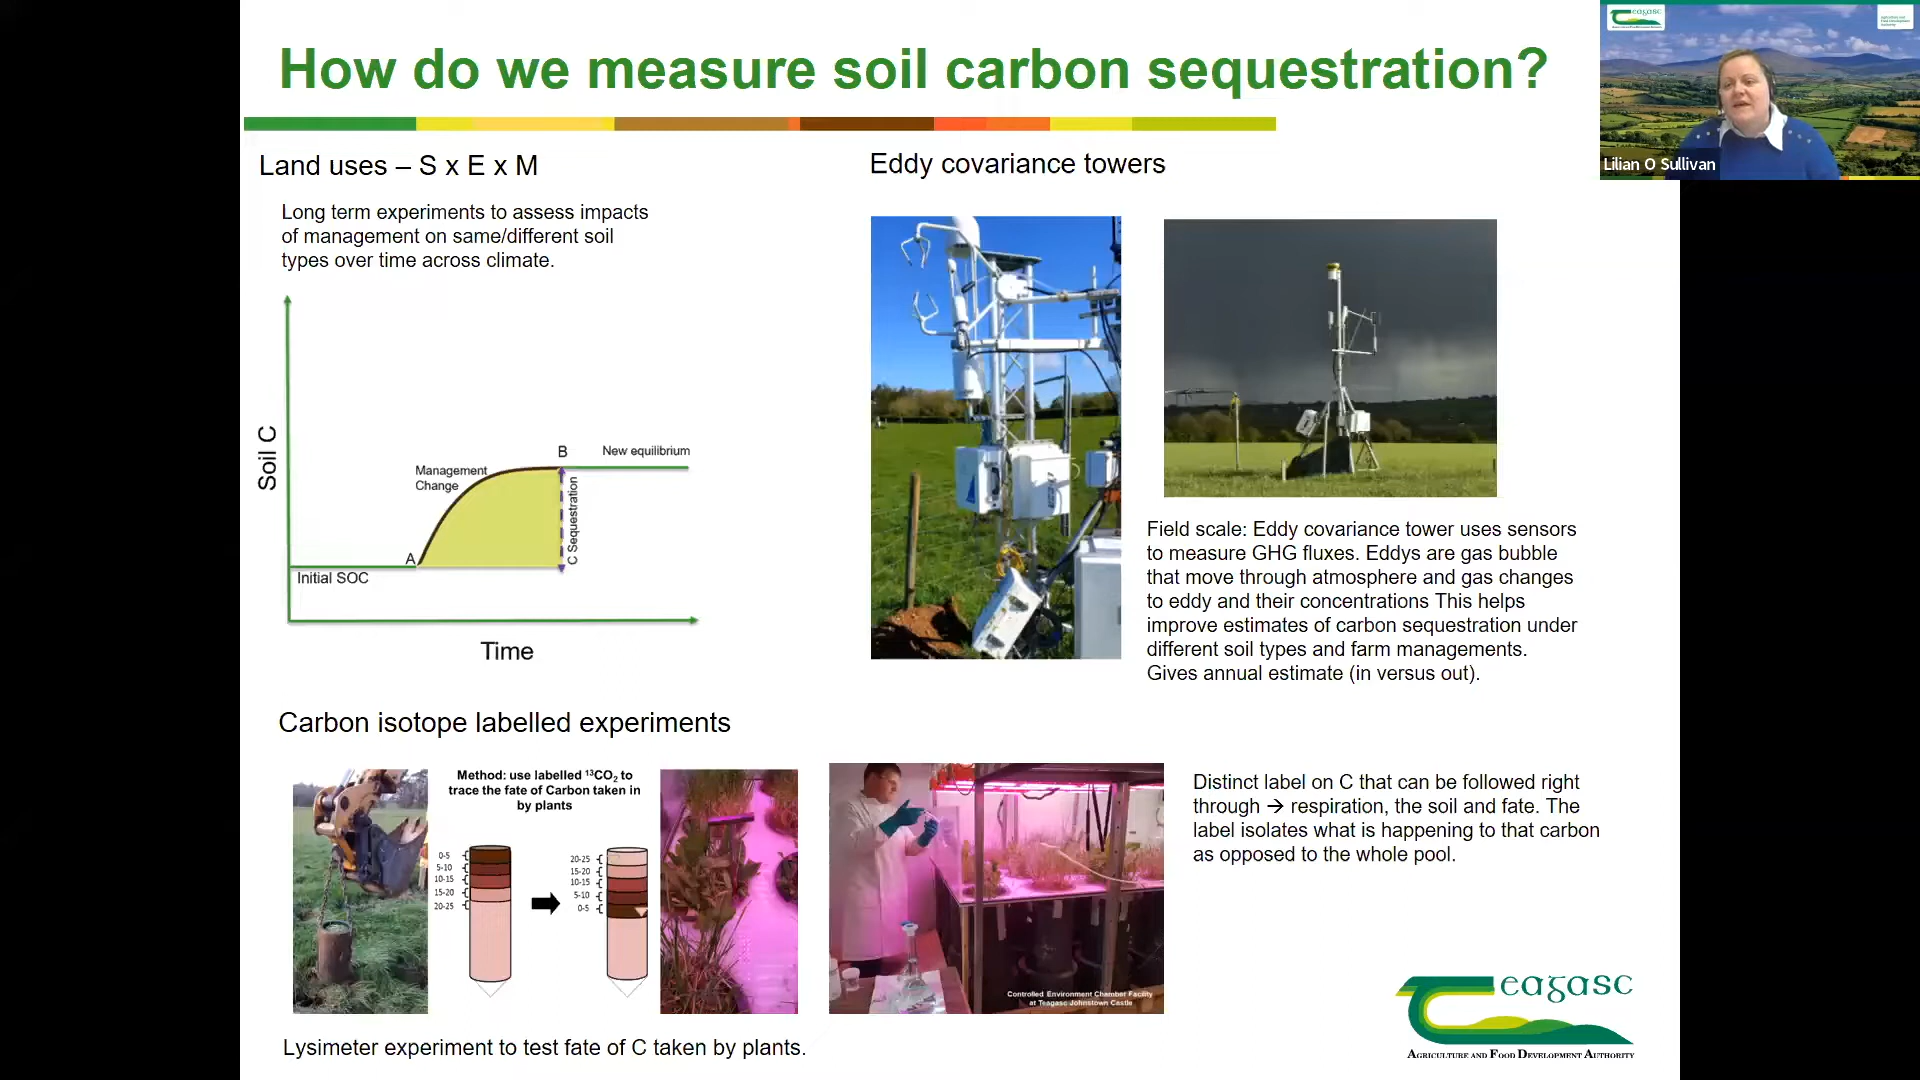 How do we measure soil carbon sequestration?
Lilian O Sullivan
Land uses – S x E x M
Long term experiments to assess impacts
of management on same/different soil
types over time across climate.
Soil C
Management
Change
B
New equilibrium
C Sequestration
A
Initial SOC
Time
Eddy covariance towers
Field scale: Eddy covariance tower uses sensors
to measure GHG fluxes. Eddys are gas bubble
that move through atmosphere and gas changes
to eddy and their concentrations This helps
improve estimates of carbon sequestration under
different soil types and farm managements.
Gives annual estimate (in versus out).
Carbon isotope labelled experiments
Method: use labelled ¹³CO₂ to
trace the fate of Carbon taken in
by plants
0-5
5-10
10-15
15-20
20-25
20-25
15-20
10-15
5-10
0-5
Controlled Environment Chamber Facility
at Teagasc Johnstown Castle
Distinct label on C that can be followed right
through → respiration, the soil and fate. The
label isolates what is happening to that carbon
as opposed to the whole pool.
Lysimeter experiment to test fate of C taken by plants.
Teagasc
AGRICULTURE AND FOOD DEVELOPMENT AUTHORITY